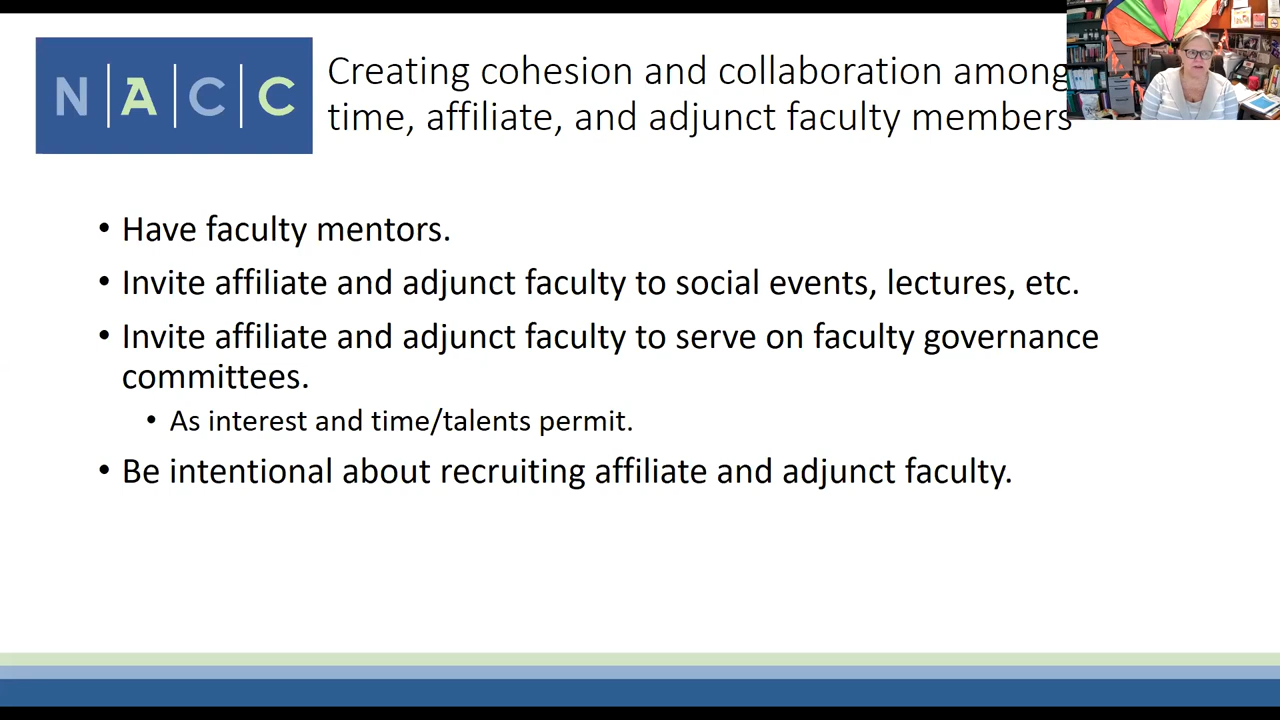 N|A|C|C
Creating cohesion and collaboration among
time, affiliate, and adjunct faculty members
• Have faculty mentors.
• Invite affiliate and adjunct faculty to social events, lectures, etc.
• Invite affiliate and adjunct faculty to serve on faculty governance
committees.
• As interest and time/talents permit.
• Be intentional about recruiting affiliate and adjunct faculty.